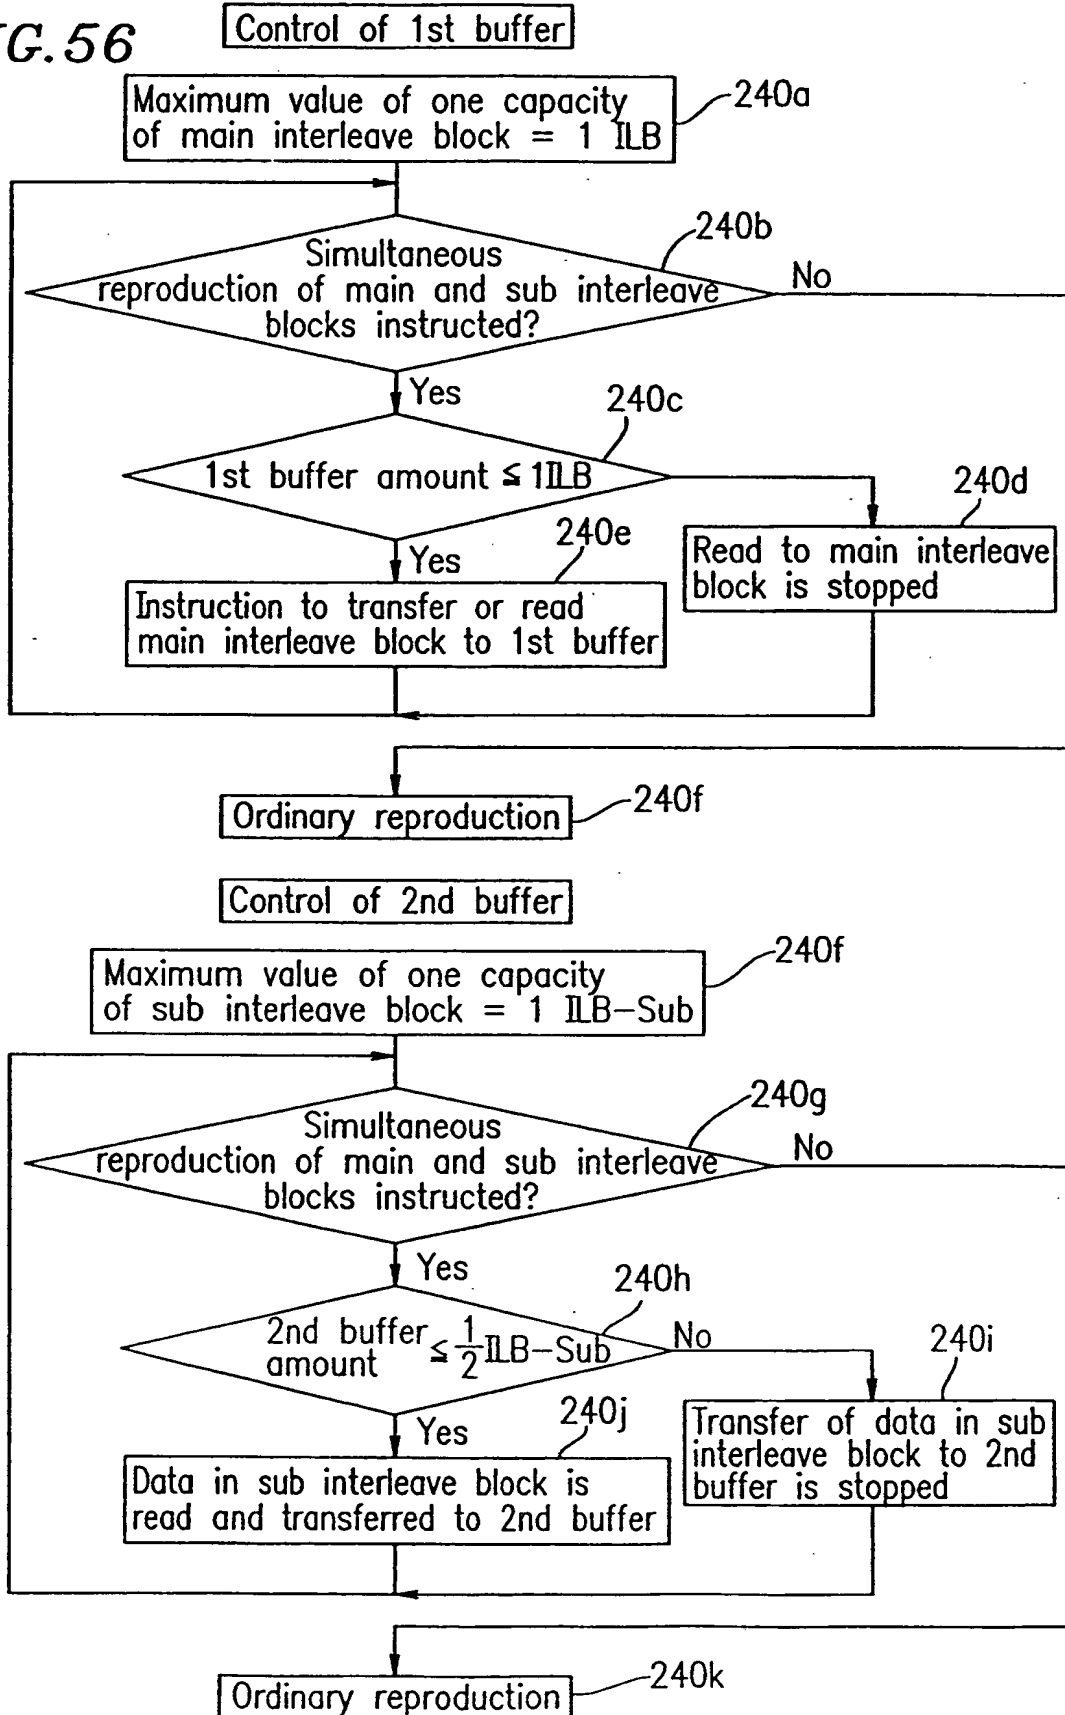 G.56
Control of 1st buffer
Maximum value of one capacity
of main interleave block = 1 ILB
240a
Simultaneous
reproduction of main and sub interleave
blocks instructed?
240b
No
Yes
1st buffer amount ≦ 1ILB
240c
240d
Read to main interleave
block is stopped
Yes
240e
Instruction to transfer or read
main interleave block to 1st buffer
Ordinary reproduction
240f
Control of 2nd buffer
Maximum value of one capacity
of sub interleave block = 1 ILB-Sub
240f
Simultaneous
reproduction of main and sub interleave
blocks instructed?
240g
No
Yes
2nd buffer
amount ≦ 1/2 ILB-Sub
240h
No
240i
Transfer of data in sub
interleave block to 2nd
buffer is stopped
Yes
240j
Data in sub interleave block is
read and transferred to 2nd buffer
Ordinary reproduction
240k